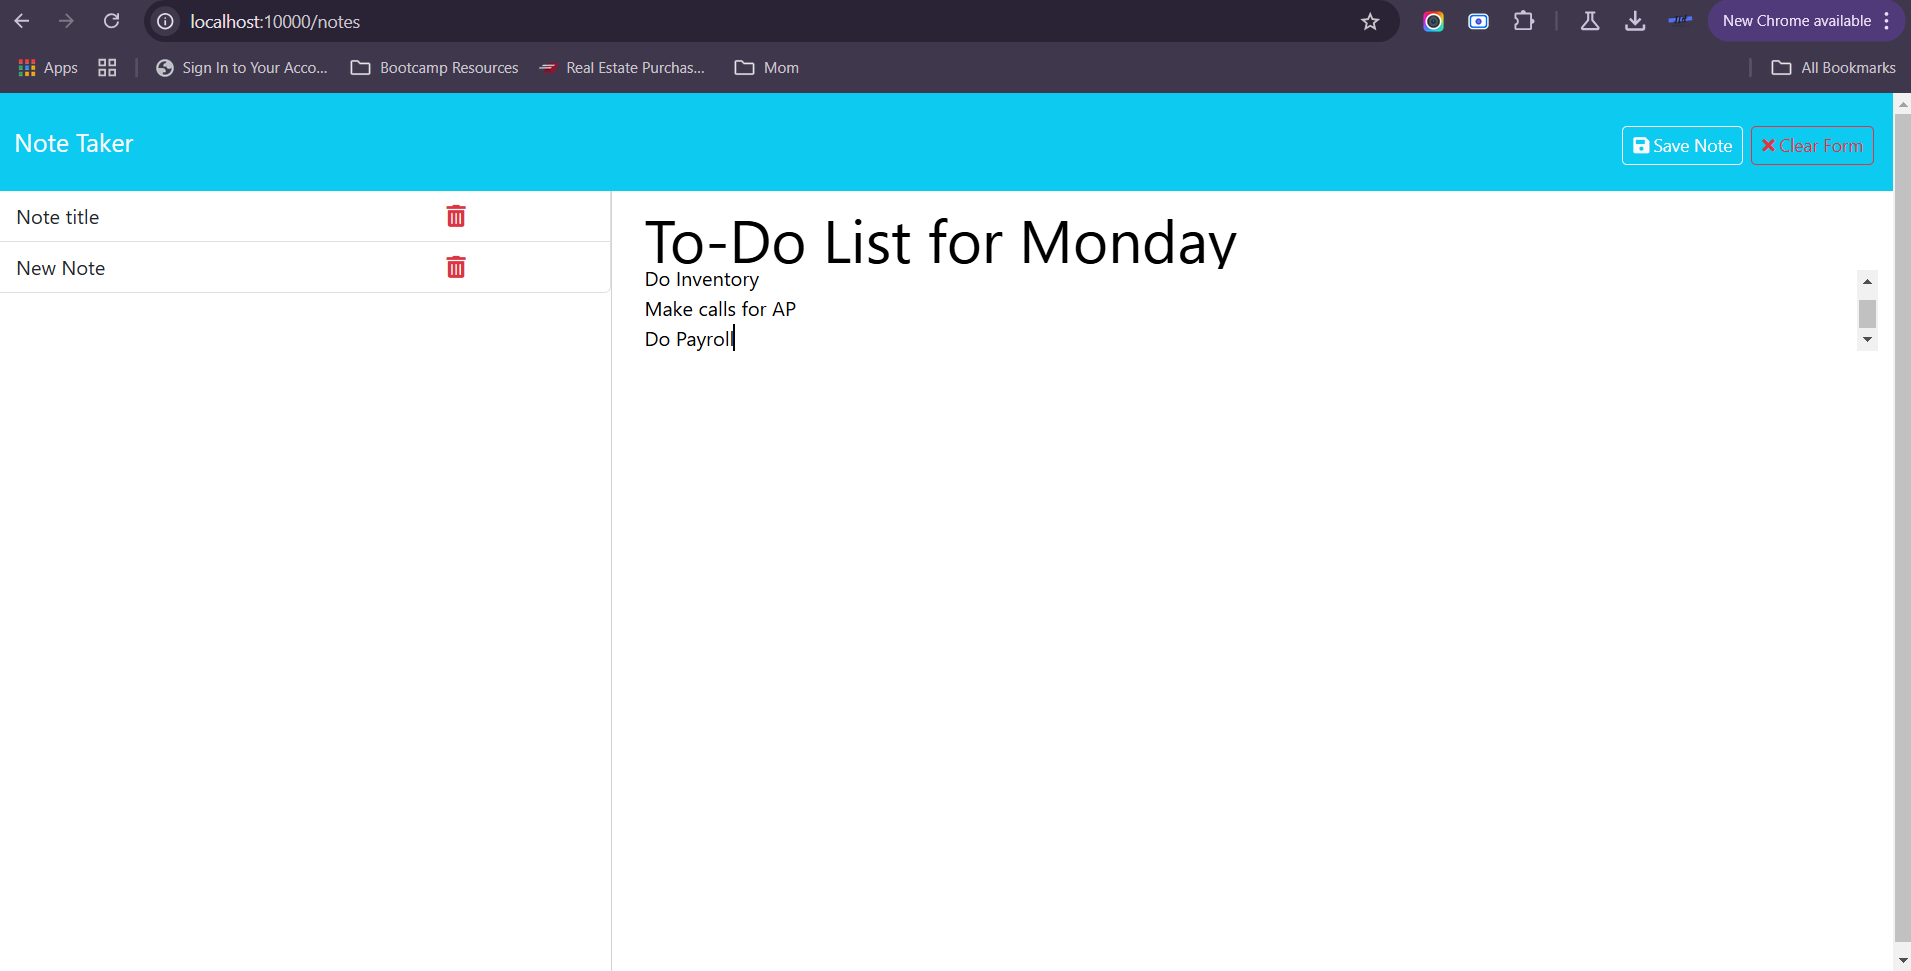 localhost:10000/notes
New Chrome available
Apps
Sign In to Your Acco...
Bootcamp Resources
Real Estate Purchas...
Mom
All Bookmarks
Note Taker
Save Note
Clear Form
Note title
New Note
To-Do List for Monday
Do Inventory
Make calls for AP
Do Payroll